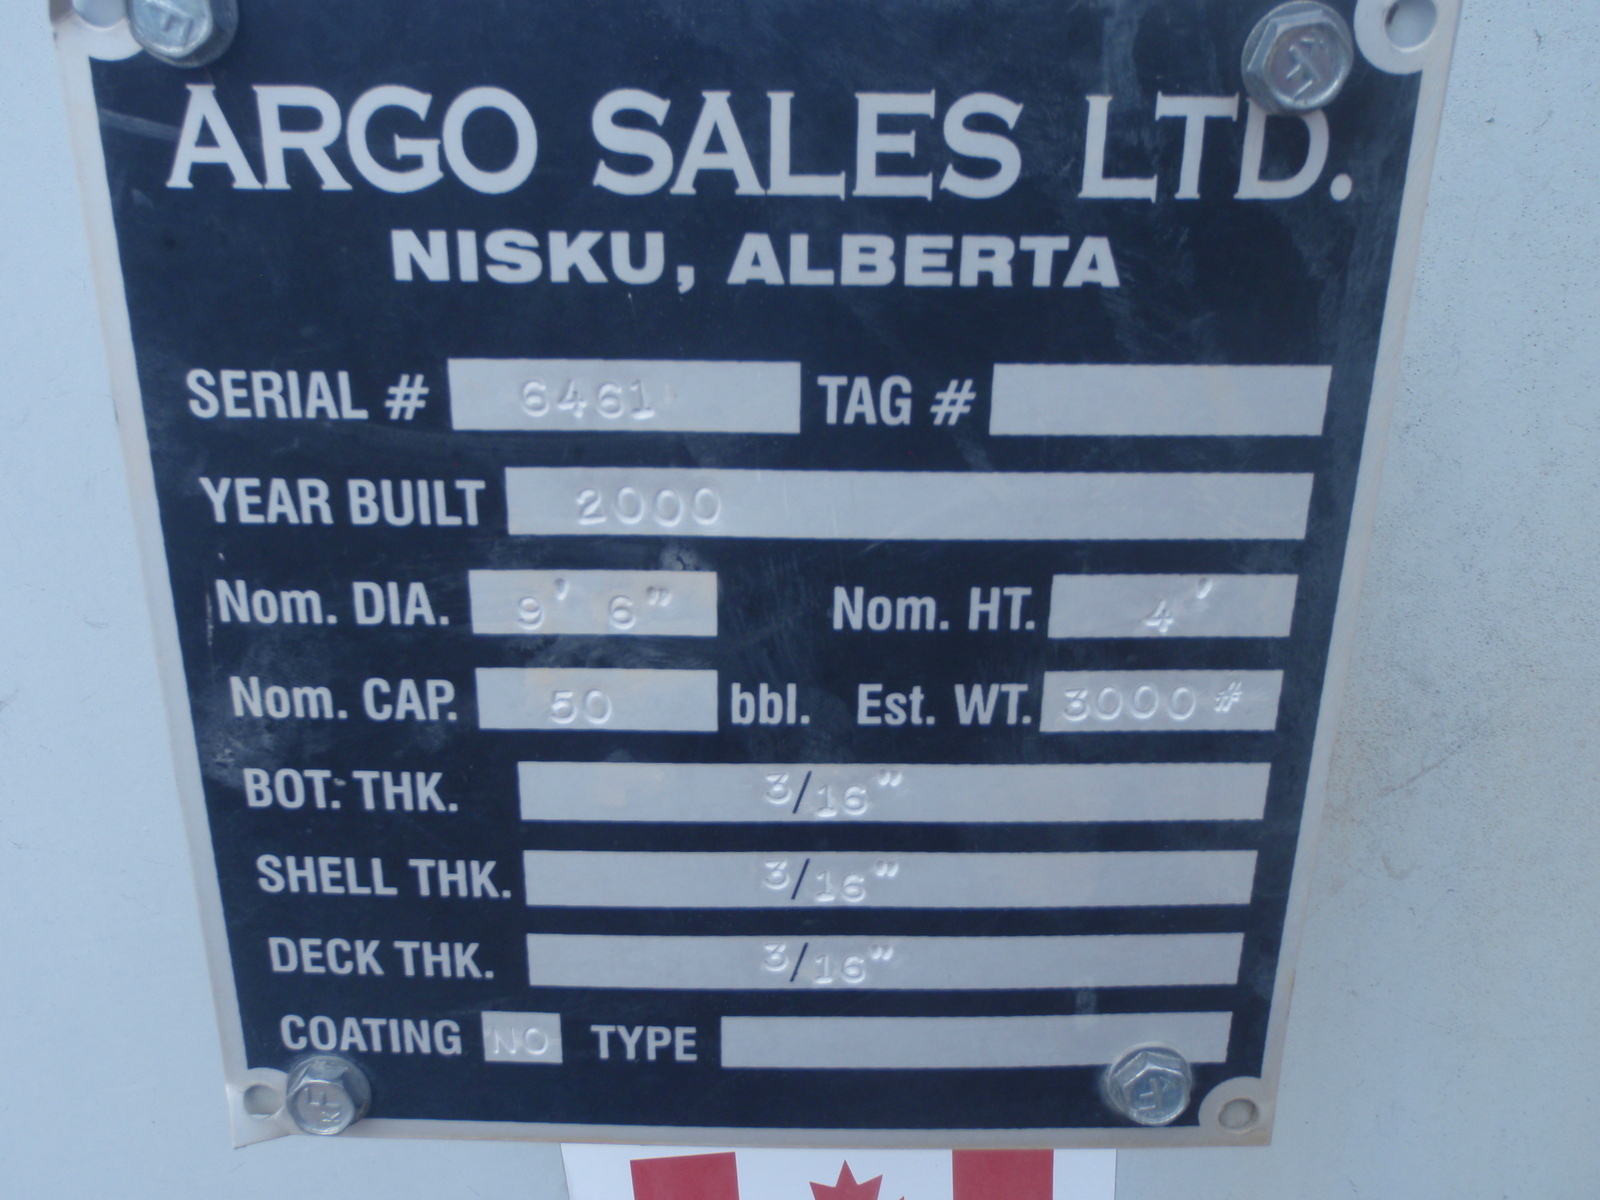 ARGO SALES LTD.
NISKU, ALBERTA
SERIAL # 6461 TAG #
YEAR BUILT 2000
Nom. DIA. 9' 6" Nom. HT. 4'
Nom. CAP. 50 bbl. Est. WT. 3000#
BOT. THK. 3/16"
SHELL THK. 3/16"
DECK THK. 3/16"
COATING NO TYPE